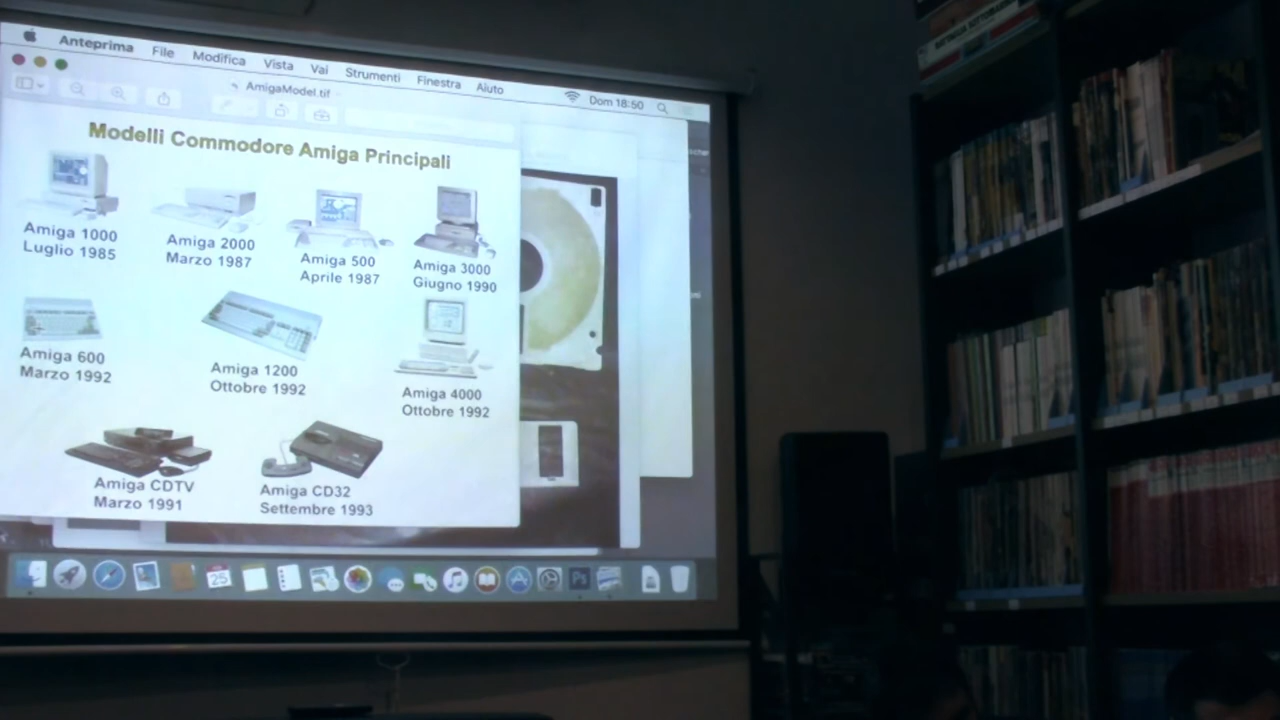 Anteprima File Modifica Vista Vai Strumenti Finestra Aiuto Dom 18:50
AmigaModel.tif
Modelli Commodore Amiga Principali
Amiga 1000
Luglio 1985
Amiga 2000
Marzo 1987
Amiga 500
Aprile 1987
Amiga 3000
Giugno 1990
Amiga 600
Marzo 1992
Amiga 1200
Ottobre 1992
Amiga 4000
Ottobre 1992
Amiga CDTV
Marzo 1991
Amiga CD32
Settembre 1993
25
Ps